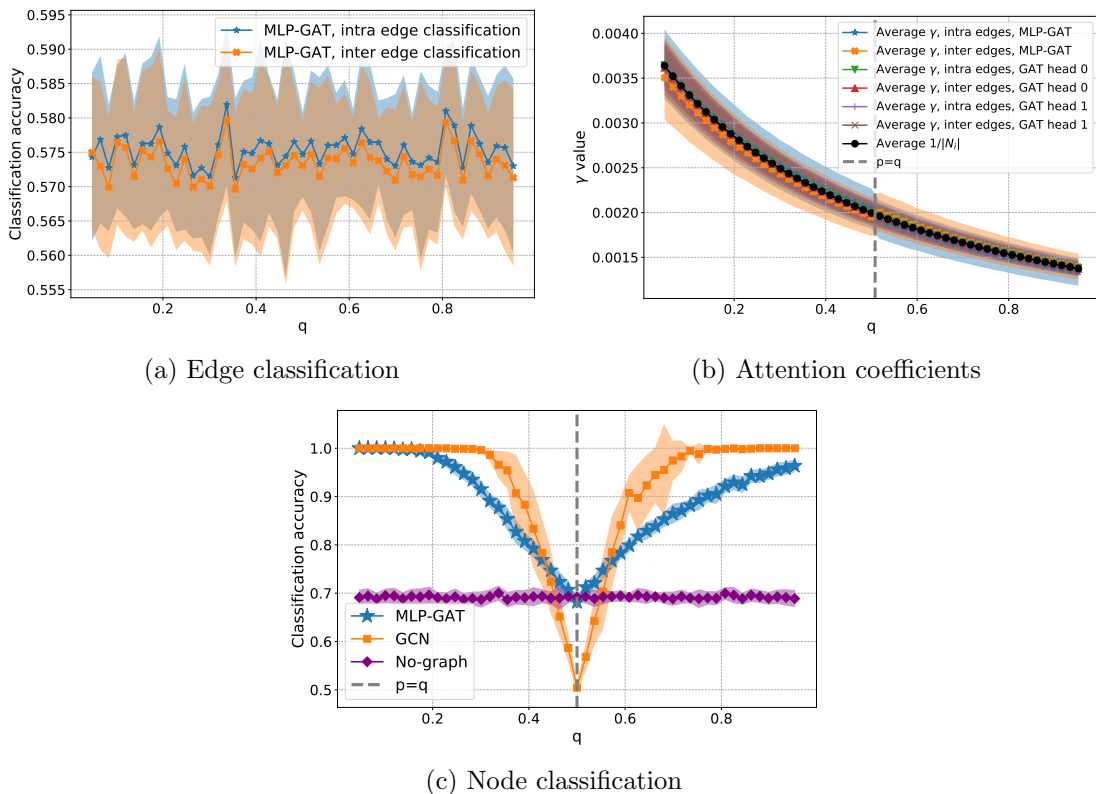 MLP-GAT, intra edge classification
MLP-GAT, inter edge classification
0.595
0.590
0.585
0.580
0.575
0.570
0.565
0.560
0.555
Classification accuracy
0.2
0.4
0.6
0.8
q
(a) Edge classification
Average γ, intra edges, MLP-GAT
Average γ, inter edges, MLP-GAT
Average γ, intra edges, GAT head 0
Average γ, inter edges, GAT head 0
Average γ, intra edges, GAT head 1
Average γ, inter edges, GAT head 1
Average 1/|Nᵢ|
p=q
0.0040
0.0035
0.0030
0.0025
0.0020
0.0015
γ value
0.2
0.4
0.6
0.8
q
(b) Attention coefficients
1.0
0.9
0.8
0.7
0.6
0.5
Classification accuracy
MLP-GAT
GCN
No-graph
p=q
0.2
0.4
0.6
0.8
q
(c) Node classification